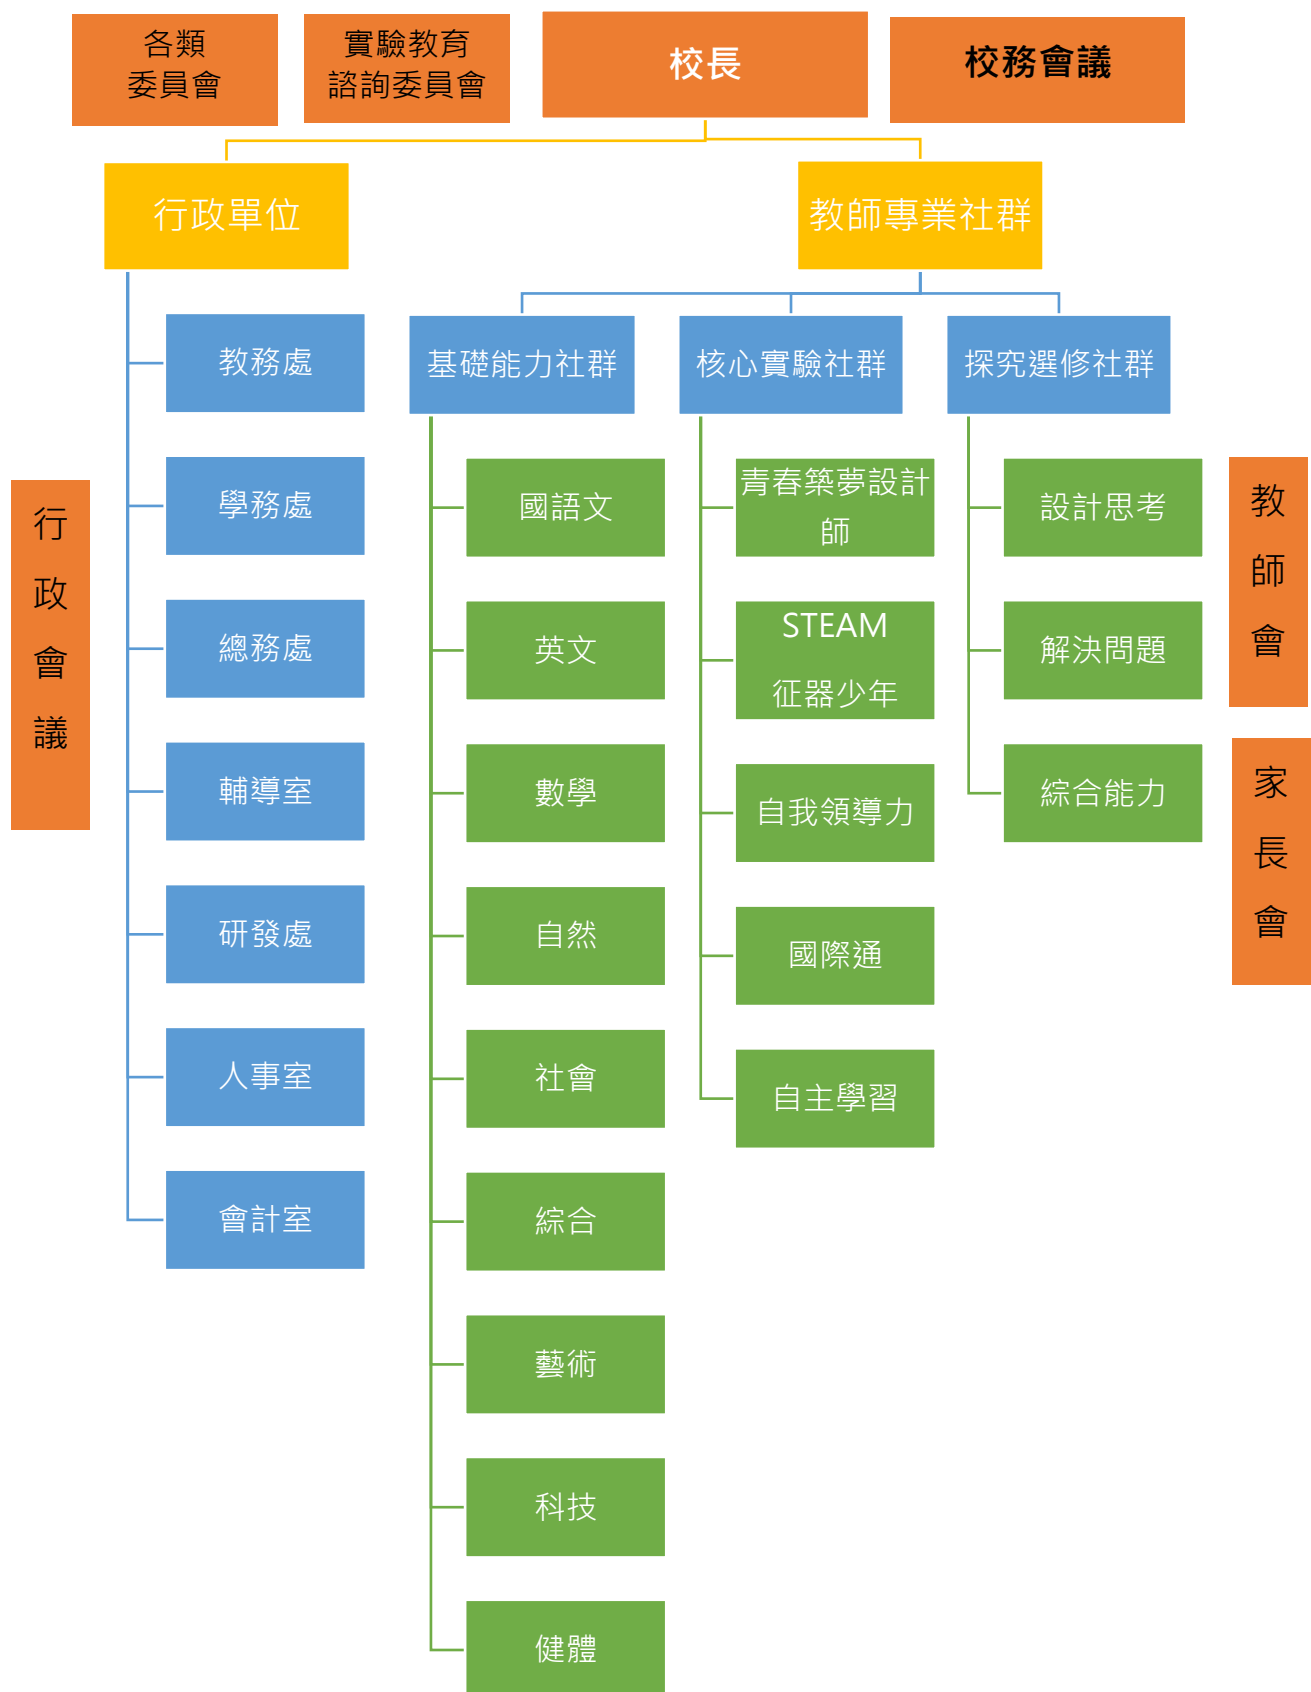 各類
委員會
實驗教育
諮詢委員會
校長
校務會議
行政單位
教師專業社群
教務處
學務處
總務處
輔導室
研發處
人事室
會計室
基礎能力社群
國語文
英文
數學
自然
社會
綜合
藝術
科技
健體
核心實驗社群
青春築夢設計
師
STEAM
征器少年
自我領導力
國際通
自主學習
探究選修社群
設計思考
解決問題
綜合能力
行政會議
教師會
家長會